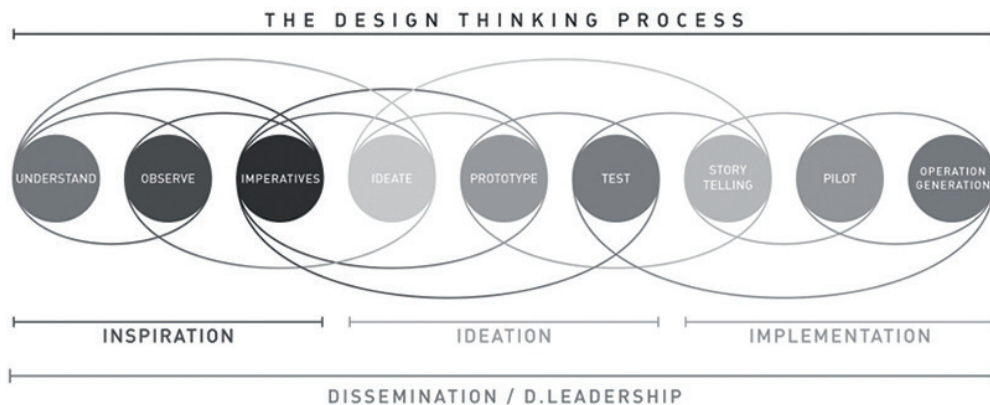 THE DESIGN THINKING PROCESS
UNDERSTAND
OBSERVE
IMPERATIVES
IDEATE
PROTOTYPE
TEST
STORY
TELLING
PILOT
OPERATION
GENERATION
INSPIRATION
IDEATION
IMPLEMENTATION
DISSEMINATION / D.LEADERSHIP